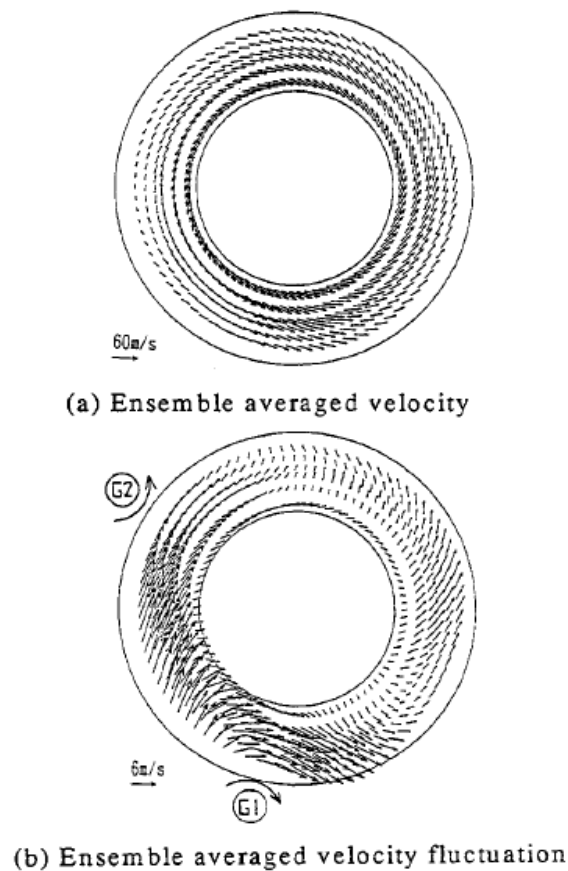 60m/s
(a) Ensemble averaged velocity
G2
6m/s
G1
(b) Ensemble averaged velocity fluctuation